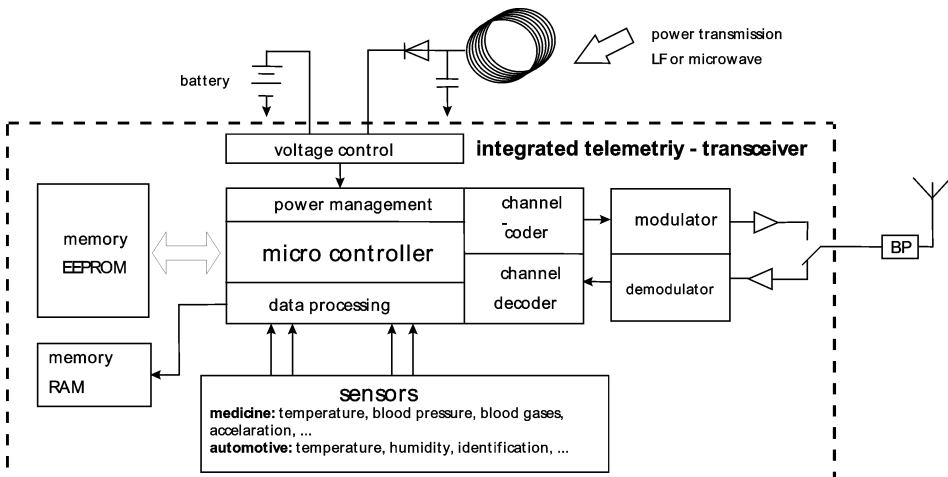 power transmission
LF or microwave
battery
voltage control
integrated telemetriy - transceiver
power management
channel
-coder
modulator
memory
EEPROM
micro controller
BP
channel
decoder
demodulator
data processing
memory
RAM
sensors
medicine: temperature, blood pressure, blood gases,
accelaration, ...
automotive: temperature, humidity, identification, ...